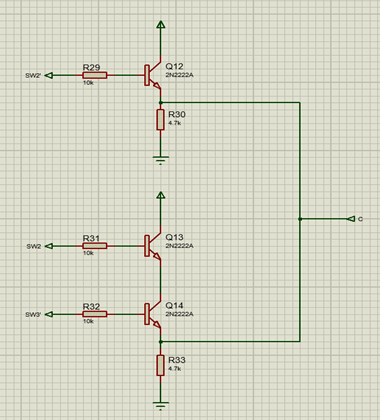 Q12
2N2222A
R29
10k
SW2'
R30
4.7k
C
Q13
2N2222A
R31
10k
SW2
Q14
2N2222A
R32
10k
SW3'
R33
4.7k